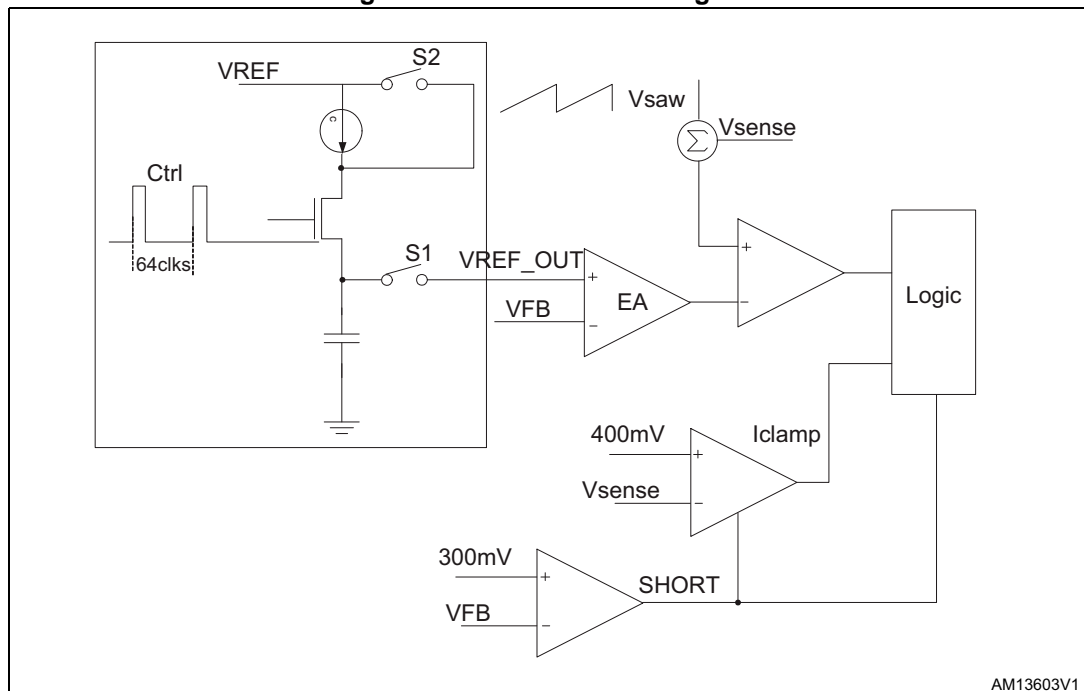 VREF
S2
c
Vsaw
Vsense
Σ
Ctrl
+
64clks
S1
VREF_OUT
+
EA
VFB
−
−
Logic
400mV
Iclamp
+
Vsense
−
300mV
+
SHORT
VFB
−
AM13603V1